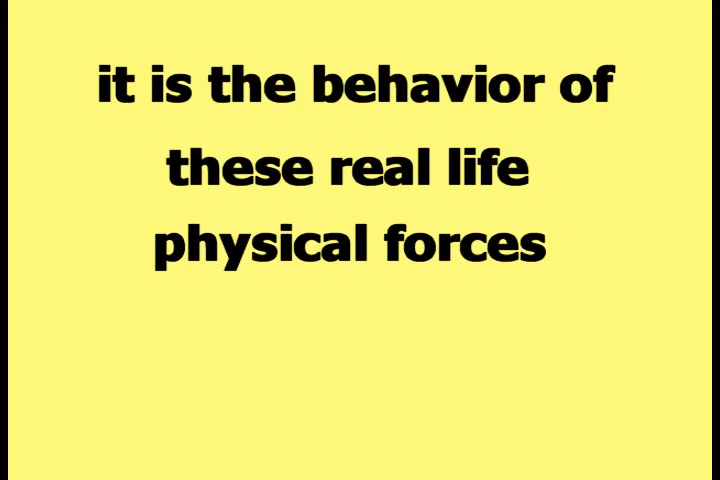 it is the behavior of
these real life
physical forces